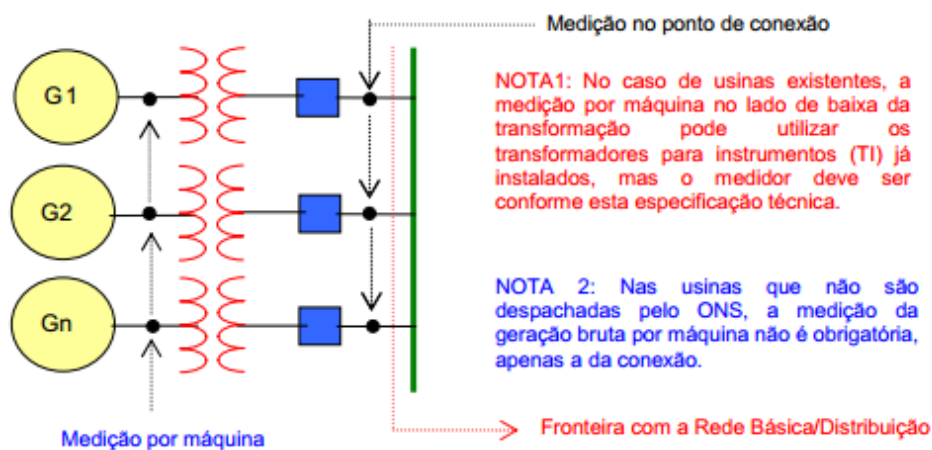 Medição no ponto de conexão
G1
NOTA1: No caso de usinas existentes, a
medição por máquina no lado de baixa da
transformação pode utilizar os
transformadores para instrumentos (TI) já
instalados, mas o medidor deve ser
conforme esta especificação técnica.
G2
NOTA 2: Nas usinas que não são
despachadas pelo ONS, a medição da
geração bruta por máquina não é obrigatória,
apenas a da conexão.
Gn
Medição por máquina
Fronteira com a Rede Básica/Distribuição